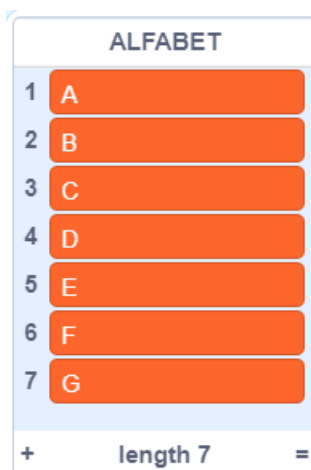 ALFABET
1 A
2 B
3 C
4 D
5 E
6 F
7 G
+ length 7 =